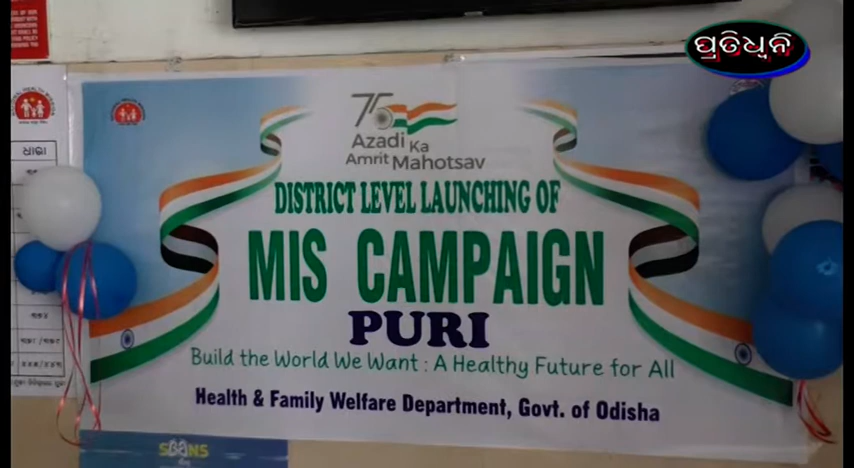 ପ୍ରତିଧ୍ୱନି
75
Azadi Ka
Amrit Mahotsav
DISTRICT LEVEL LAUNCHING OF
MIS CAMPAIGN
PURI
Build the World We Want : A Healthy Future for All
Health & Family Welfare Department, Govt. of Odisha